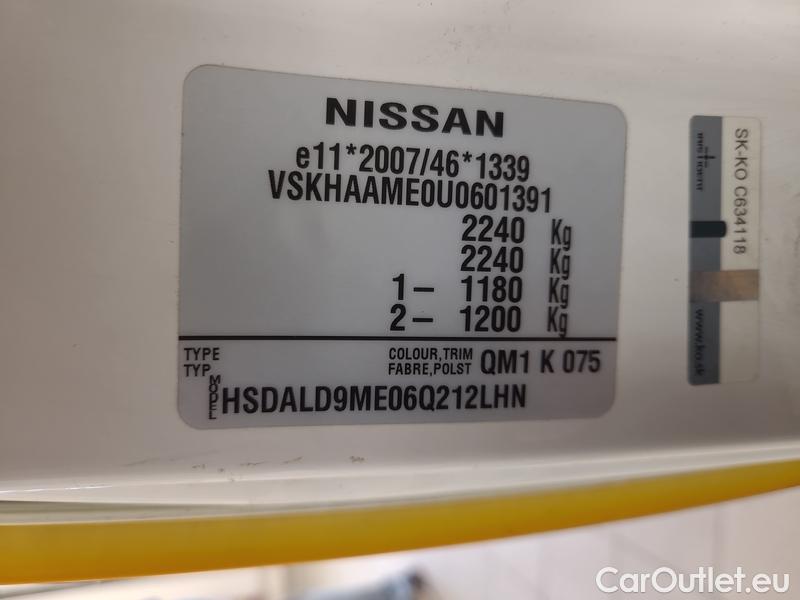 NISSAN
e11*2007/46*1339
VSKHAAME0U0601391
2240 Kg
2240 Kg
1– 1180 Kg
2– 1200 Kg
TYPE
TYP
COLOUR,TRIM
FABRE,POLST
QM1 K 075
MODEL
HSDALD9ME06Q212LHN
SK-KO C634118
www.ko.sk
CarOutlet.eu